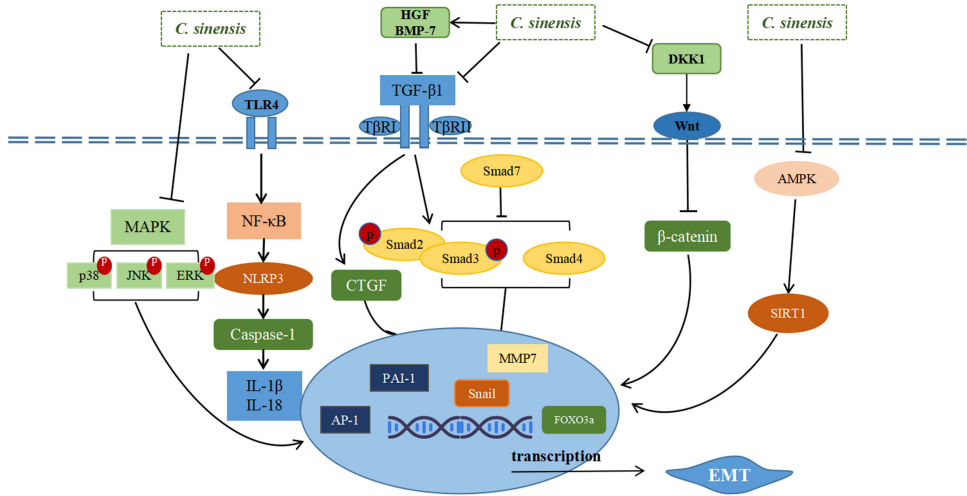 C. sinensis
HGF
BMP-7
C. sinensis
C. sinensis
DKK1
TLR4
TGF-β1
TβRI
TβRII
Wnt
Smad7
AMPK
MAPK
NF-κB
β-catenin
p
Smad2
p
Smad3
Smad4
P
P
P
p38
JNK
ERK
NLRP3
CTGF
SIRT1
Caspase-1
MMP7
IL-1β
IL-18
PAI-1
Snail
AP-1
FOXO3a
transcription
EMT